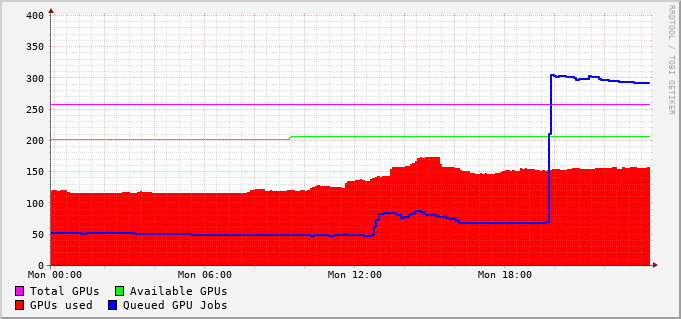 400
350
300
250
200
150
100
50
0
Mon 00:00 Mon 06:00 Mon 12:00 Mon 18:00
Total GPUs Available GPUs
GPUs used Queued GPU Jobs
RRDTOOL / TOBI OETIKER